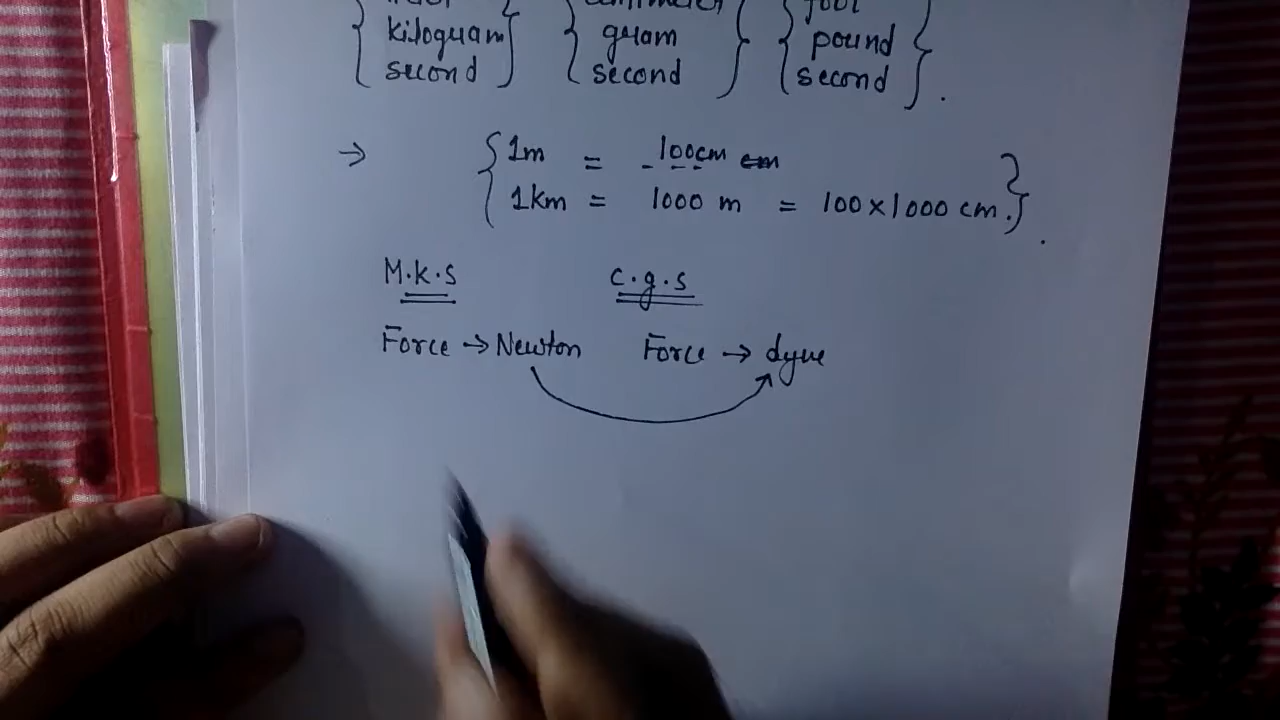 kilogram gram pound
second second second .
→ 1m = 100cm
1km = 1000 m = 100×1000 cm.
M.k.s c.g.s
Force → Newton Force → dyne